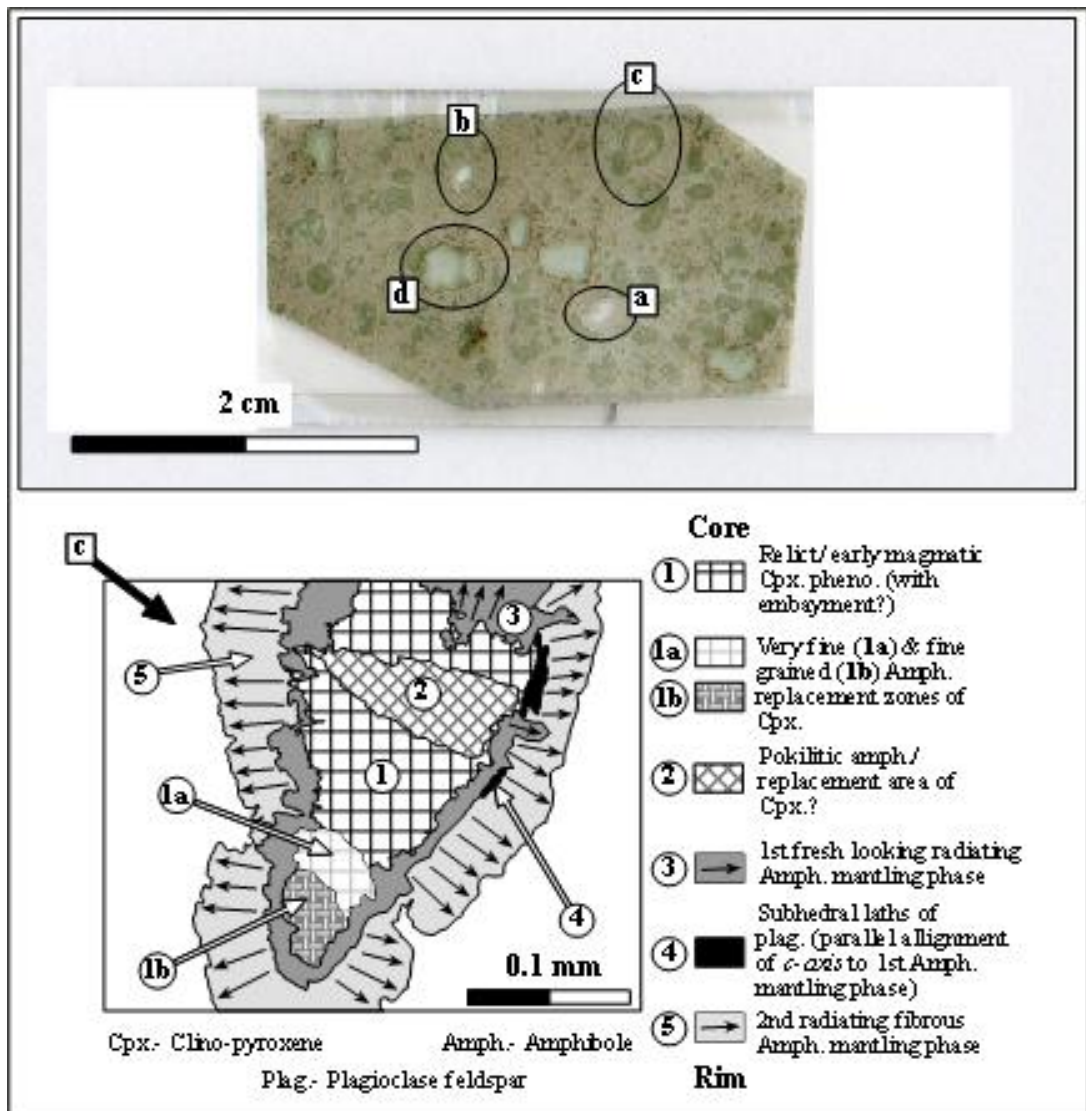 c
b
d
a
2 cm
c
3
5
2
1
1a
4
1b
0.1 mm
Cpx.- Clino-pyroxene
Amph.- Amphibole
Plag.- Plagioclase feldspar
Core
1
Relict/ early magmatic
Cpx. pheno. (with
embayment?)
1a
1b
Very fine (1a) & fine
grained (1b) Amph.
replacement zones of
Cpx.
2
Pokilitic amph./
replacement area of
Cpx.?
3
1st fresh looking radiating
Amph. mantling phase
4
Subhedral laths of
plag. (parallel allignment
of c-axis to 1st Amph.
mantling phase)
5
2nd radiating fibrous
Amph. mantling phase
Rim